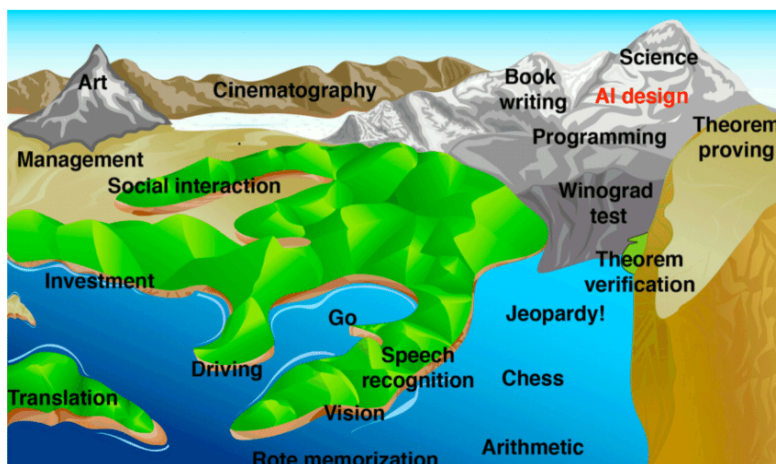 Science
Art
Cinematography
Book
writing
AI design
Programming
Theorem
proving
Management
Social interaction
Winograd
test
Theorem
verification
Investment
Go
Jeopardy!
Driving
Speech
recognition
Chess
Translation
Vision
Arithmetic
Rote memorization